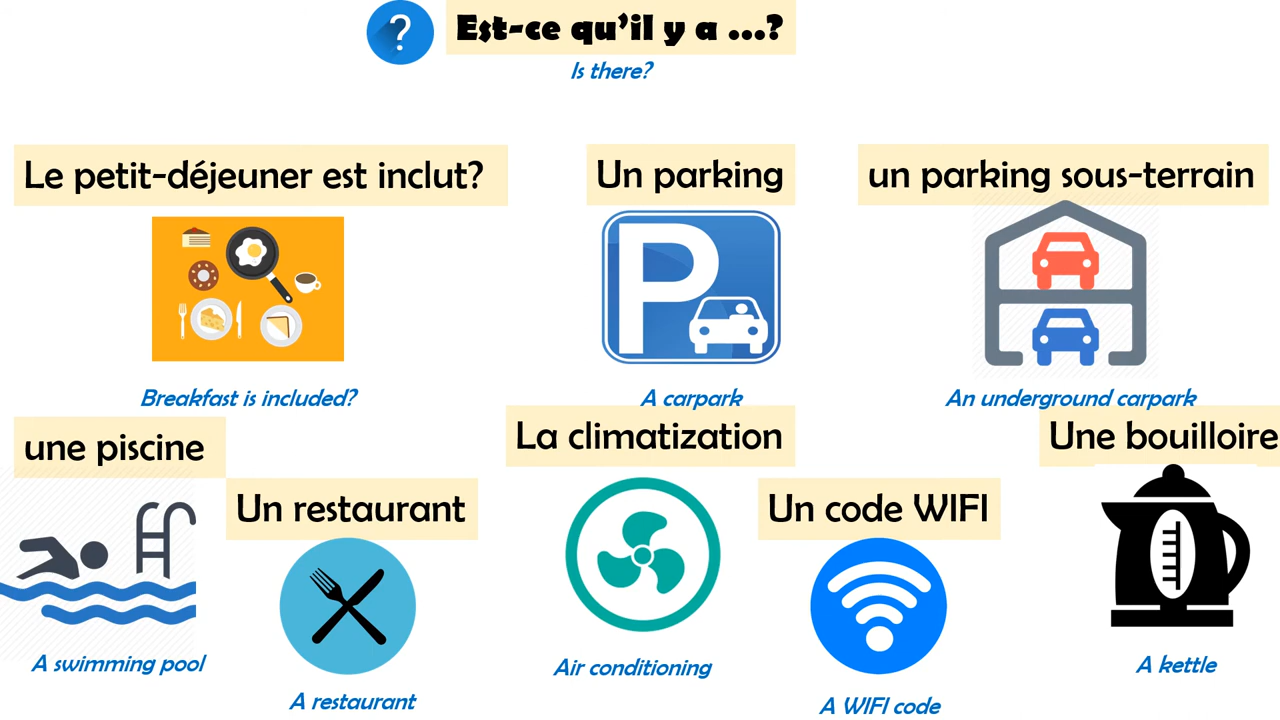 ?
Est-ce qu'il y a ...?
Is there?
Le petit-déjeuner est inclut?
Un parking
un parking sous-terrain
P
Breakfast is included?
A carpark
An underground carpark
une piscine
La climatization
Une bouilloire
Un restaurant
Un code WIFI
A swimming pool
Air conditioning
A kettle
A restaurant
A WIFI code